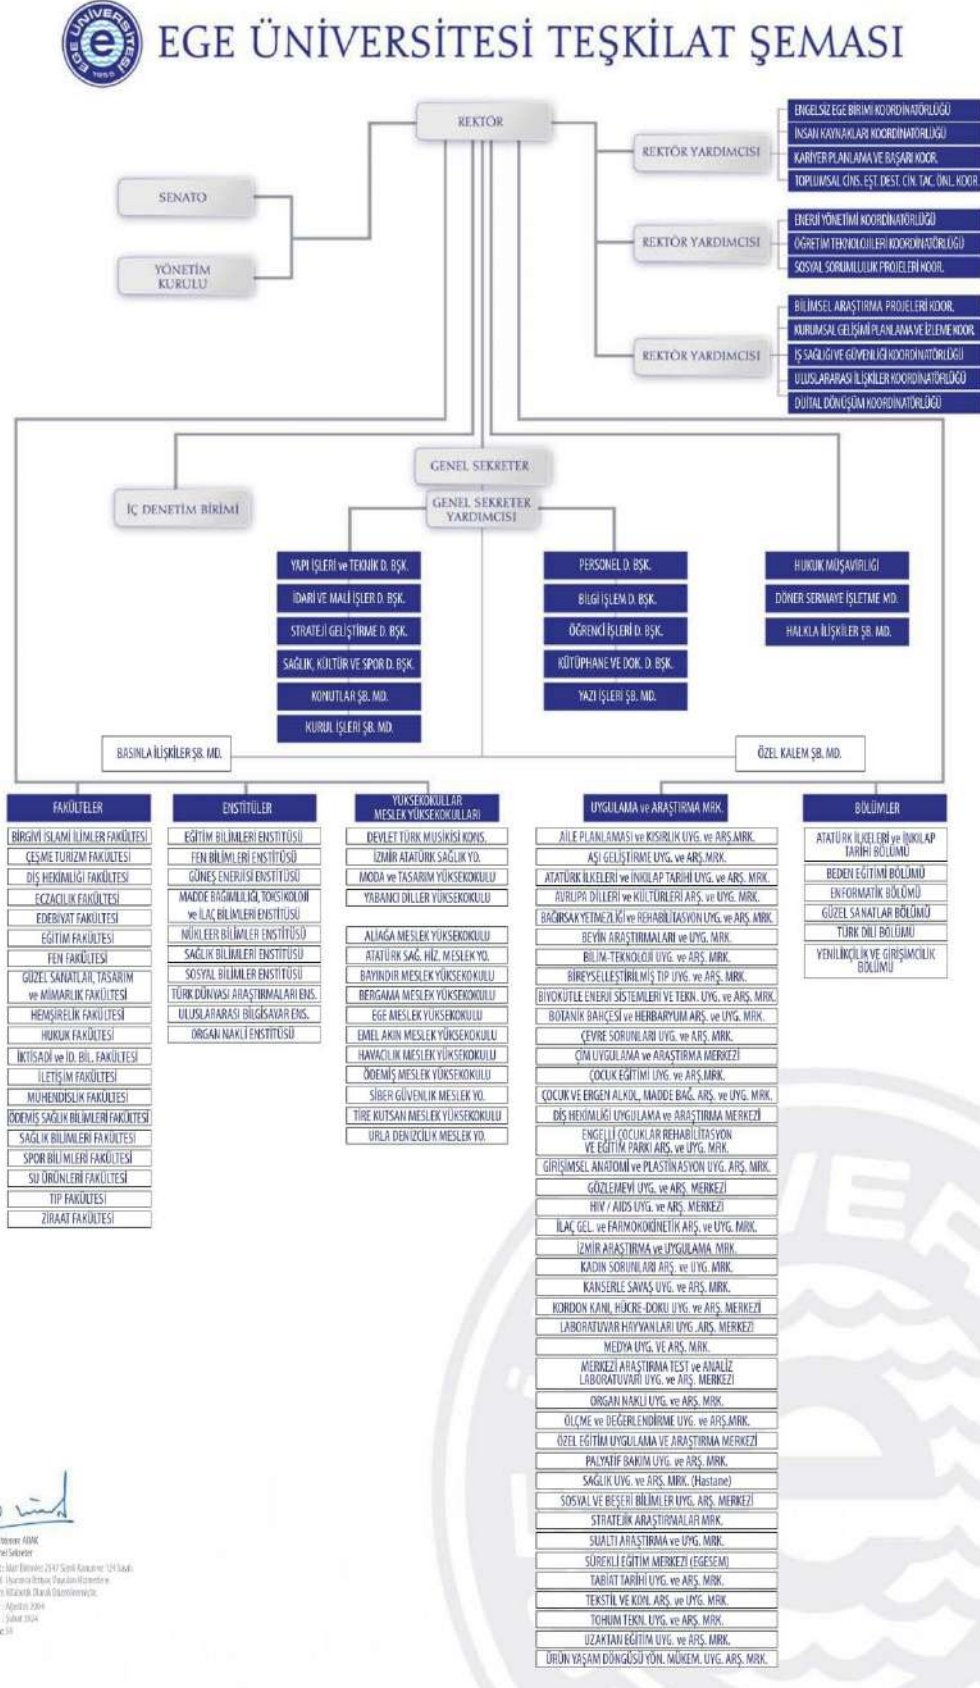 EGE ÜNİVERSİTESİ
1955
EGE ÜNİVERSİTESİ TEŞKİLAT ŞEMASI
REKTÖR
SENATO
YÖNETİM
KURULU
REKTÖR YARDIMCISI
ENGELSİZ EGE BİRİMİ KOORDİNATÖRLÜĞÜ
İNSAN KAYNAKLARI KOORDİNATÖRLÜĞÜ
KARİYER PLANLAMA VE BAŞARI KOOR.
TOPLUMSAL CİNS. EŞT. DEST. CİN. TAC. ÖNL. KOOR.
REKTÖR YARDIMCISI
ENERJİ YÖNETİMİ KOORDİNATÖRLÜĞÜ
ÖĞRETİM TEKNOLOJİLERİ KOORDİNATÖRLÜĞÜ
SOSYAL SORUMLULUK PROJELERİ KOOR.
REKTÖR YARDIMCISI
BİLİMSEL ARAŞTIRMA PROJELERİ KOOR.
KURUMSAL GELİŞİMİ PLANLAMA VE İZLEME KOOR.
İŞ SAĞLIĞI VE GÜVENLİĞİ KOORDİNATÖRLÜĞÜ
ULUSLARARASI İLİŞKİLER KOORDİNATÖRLÜĞÜ
DİJİTAL DÖNÜŞÜM KOORDİNATÖRLÜĞÜ
GENEL SEKRETER
GENEL SEKRETER
YARDIMCISI
İÇ DENETİM BİRİMİ
YAPI İŞLERİ ve TEKNİK D. BŞK.
İDARİ VE MALİ İŞLER D. BŞK.
STRATEJİ GELİŞTİRME D. BŞK.
SAĞLIK, KÜLTÜR VE SPOR D. BŞK.
KONUTLAR ŞB. MD.
KURUL İŞLERİ ŞB. MD.
PERSONEL D. BŞK.
BİLGİ İŞLEM D. BŞK.
ÖĞRENCİ İŞLERİ D. BŞK.
KÜTÜPHANE VE DOK. D. BŞK.
YAZI İŞLERİ ŞB. MD.
HUKUK MÜŞAVİRLİĞİ
DÖNER SERMAYE İŞLETME MD.
HALKLA İLİŞKİLER ŞB. MD.
BASINLA İLİŞKİLER ŞB. MD.
ÖZEL KALEM ŞB. MD.
FAKÜLTELER
BİRGİVİ İSLAMİ İLİMLER FAKÜLTESİ
ÇEŞME TURİZM FAKÜLTESİ
DİŞ HEKİMLİĞİ FAKÜLTESİ
ECZACILIK FAKÜLTESİ
EDEBİYAT FAKÜLTESİ
EĞİTİM FAKÜLTESİ
FEN FAKÜLTESİ
GÜZEL SANATLAR, TASARIM
ve MİMARLIK FAKÜLTESİ
HEMŞİRELİK FAKÜLTESİ
HUKUK FAKÜLTESİ
İKTİSADİ ve İD. BİL. FAKÜLTESİ
İLETİŞİM FAKÜLTESİ
MÜHENDİSLİK FAKÜLTESİ
ÖDEMİŞ SAĞLIK BİLİMLERİ FAKÜLTESİ
SAĞLIK BİLİMLERİ FAKÜLTESİ
SPOR BİLİMLERİ FAKÜLTESİ
SU ÜRÜNLERİ FAKÜLTESİ
TIP FAKÜLTESİ
ZİRAAT FAKÜLTESİ
ENSTİTÜLER
EĞİTİM BİLİMLERİ ENSTİTÜSÜ
FEN BİLİMLERİ ENSTİTÜSÜ
GÜNEŞ ENERJİSİ ENSTİTÜSÜ
MADDE BAĞIMLILIĞI, TOKSİKOLOJİ
ve İLAÇ BİLİMLERİ ENSTİTÜSÜ
NÜKLEER BİLİMLER ENSTİTÜSÜ
SAĞLIK BİLİMLERİ ENSTİTÜSÜ
SOSYAL BİLİMLER ENSTİTÜSÜ
TÜRK DÜNYASI ARAŞTIRMALARI ENS.
ULUSLARARASI BİLGİSAYAR ENS.
ORGAN NAKLİ ENSTİTÜSÜ
YÜKSEKOKULLAR
MESLEK YÜKSEKOKULLARI
DEVLET TÜRK MUSİKİSİ KONS.
İZMİR ATATÜRK SAĞLIK YO.
MODA ve TASARIM YÜKSEKOKULU
YABANCI DİLLER YÜKSEKOKULU
ALİAĞA MESLEK YÜKSEKOKULU
ATATÜRK SAĞ. HİZ. MESLEK YO.
BAYINDIR MESLEK YÜKSEKOKULU
BERGAMA MESLEK YÜKSEKOKULU
EGE MESLEK YÜKSEKOKULU
EMEL AKIN MESLEK YÜKSEKOKULU
HAVACILIK MESLEK YÜKSEKOKULU
ÖDEMİŞ MESLEK YÜKSEKOKULU
SİBER GÜVENLİK MESLEK YO.
TİRE KUTSAN MESLEK YÜKSEKOKULU
URLA DENİZCİLİK MESLEK YO.
UYGULAMA ve ARAŞTIRMA MRK.
AİLE PLANLAMASI ve KISIRLIK UYG. ve ARŞ.MRK.
AŞI GELİŞTİRME UYG. ve ARŞ.MRK.
ATATÜRK İLKELERİ ve İNKILAP TARİHİ UYG. ve ARŞ. MRK.
AVRUPA DİLLERİ ve KÜLTÜRLERİ ARŞ. ve UYG. MRK.
BAĞIRSAK YETMEZLİĞİ ve REHABİLİTASYON UYG. ve ARŞ. MRK.
BEYİN ARAŞTIRMALARI ve UYG. MRK.
BİLİM-TEKNOLOJİ UYG. ve ARŞ. MRK.
BİREYSELLEŞTİRİLMİŞ TIP UYG. ve ARŞ. MRK.
BİYOKÜTLE ENERJİ SİSTEMLERİ VE TEKN. UYG. ve ARŞ. MRK.
BOTANİK BAHÇESİ ve HERBARYUM ARŞ. ve UYG. MRK.
ÇEVRE SORUNLARI UYG. ve ARŞ. MRK.
ÇİM UYGULAMA ve ARAŞTIRMA MERKEZİ
ÇOCUK EĞİTİMİ UYG. ve ARŞ.MRK.
ÇOCUK VE ERGEN ALKOL, MADDE BAĞ. ARŞ. ve UYG. MRK.
DİŞ HEKİMLİĞİ UYGULAMA ve ARAŞTIRMA MERKEZİ
ENGELLİ ÇOCUKLAR REHABİLİTASYON
VE EĞİTİM PARKI ARŞ. ve UYG. MRK.
GİRİŞİMSEL ANATOMİ ve PLASTİNASYON UYG. ARŞ. MRK.
GÖZLEMEVİ UYG. ve ARŞ. MERKEZİ
HIV / AIDS UYG. ve ARŞ. MERKEZİ
İLAÇ GEL. ve FARMOKOKİNETİK ARŞ. ve UYG. MRK.
İZMİR ARAŞTIRMA ve UYGULAMA MRK.
KADIN SORUNLARI ARŞ. ve UYG. MRK.
KANSERLE SAVAŞ UYG. ve ARŞ. MRK.
KORDON KANI, HÜCRE-DOKU UYG. ve ARŞ. MERKEZİ
LABORATUVAR HAYVANLARI UYG .ARŞ. MERKEZİ
MEDYA UYG. VE ARŞ. MRK.
MERKEZİ ARAŞTIRMA TEST ve ANALİZ
LABORATUVARI UYG. ve ARŞ. MERKEZİ
ORGAN NAKLİ UYG. ve ARŞ. MRK.
ÖLÇME ve DEĞERLENDİRME UYG. ve ARŞ.MRK.
ÖZEL EĞİTİM UYGULAMA VE ARAŞTIRMA MERKEZİ
PALYATİF BAKIM UYG. ve ARŞ. MRK.
SAĞLIK UYG. ve ARŞ. MRK. (Hastane)
SOSYAL VE BEŞERİ BİLİMLER UYG. ARŞ. MERKEZİ
STRATEJİK ARAŞTIRMALAR MRK.
SUALTI ARAŞTIRMA ve UYG. MRK.
SÜREKLİ EĞİTİM MERKEZİ (EGESEM)
TABİAT TARİHİ UYG. ve ARŞ. MRK.
TEKSTİL VE KON. ARŞ. ve UYG. MRK.
TOHUM TEKN. UYG. ve ARŞ. MRK.
UZAKTAN EĞİTİM UYG. ve ARŞ. MRK.
ÜRÜN YAŞAM DÖNGÜSÜ YÖN. MÜKEM. UYG. ARŞ. MRK.
BÖLÜMLER
ATATÜRK İLKELERİ ve İNKILAP
TARİHİ BÖLÜMÜ
BEDEN EĞİTİMİ BÖLÜMÜ
ENFORMATİK BÖLÜMÜ
GÜZEL SANATLAR BÖLÜMÜ
TÜRK DİLİ BÖLÜMÜ
YENİLİKÇİLİK VE GİRİŞİMCİLİK
BÖLÜMÜ